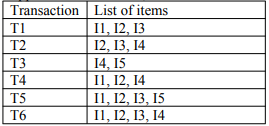 Transaction List of items
T1 I1, I2, I3
T2 I2, I3, I4
T3 I4, I5
T4 I1, I2, I4
T5 I1, I2, I3, I5
T6 I1, I2, I3, I4